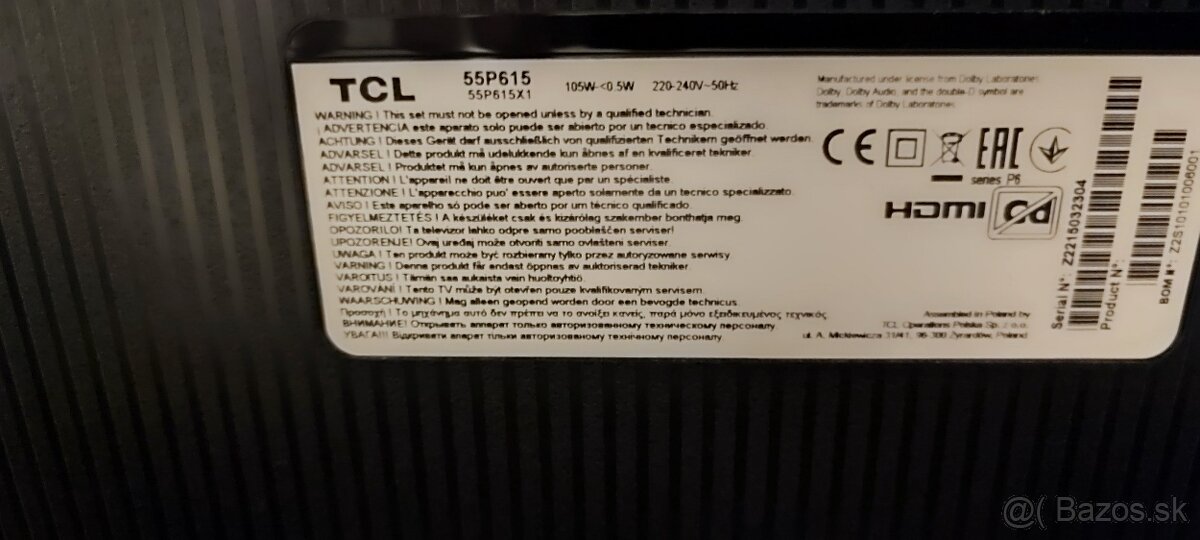 TCL
55P615
55P615X1
105W-<0.5W
220-240V~50Hz
WARNING ! This set must not be opened unless by a qualified technician.
¡ADVERTENCIA este aparato solo puede ser abierto por un tecnico especializado.
ACHTUNG ! Dieses Gerät darf ausschließlich von qualifizierten Technikern geöffnet werden.
ADVARSEL ! Dette produkt må udelukkende kun åbnes af en kvalificeret tekniker.
ADVARSEL ! Produktet må kun åpnes av autoriserte personer.
ATTENTION ! L'appareil ne doit être ouvert que par un spécialiste.
ATTENZIONE ! L'apparecchio puo' essere aperto solamente da un tecnico specializzato.
AVISO ! Este aparelho só pode ser aberto por um técnico qualificado.
FIGYELMEZTETÉS ! A készüléket csak és kizárólag szakember bonthatja meg.
OPOZORILO! Ta televizor lahko odpre samo pooblaščen serviser!
UPOZORENJE! Ovaj uređaj može otvoriti samo ovlašteni serviser.
UWAGA ! Ten produkt może być rozbierany tylko przez autoryzowane serwisy.
VARNING ! Denna produkt får endast öppnas av auktoriserad tekniker.
VAROITUS ! Tämän saa aukaista vain huoltoyhtiö.
VAROVÁNÍ ! Tento TV může být otevřen pouze kvalifikovaným servisem.
WAARSCHUWING ! Mag alleen geopend worden door een bevoegde technicus.
Προσοχή ! Το μηχάνημα αυτό δεν πρέπει να το ανοίξει κανείς, παρά μόνο εξειδικευμένος τεχνικός.
ВНИМАНИЕ! Открывать аппарат только авторизованному техническому персоналу.
УВАГА!!! Відкривати апарат тільки авторизованому технічному персоналу.
Manufactured under license from Dolby Laboratories.
Dolby, Dolby Audio, and the double-D symbol are
trademarks of Dolby Laboratories.
CE EAC
series P6
HDMI
Assembled in Poland by
TCL Operations Polska Sp. z o.o.
ul. A. Mickiewicza 31/41, 96-300 Żyrardów, Poland
Serial N°: Z2215032304
Product N°:
BOM N°: Z2S10101006001
@( Bazos.sk